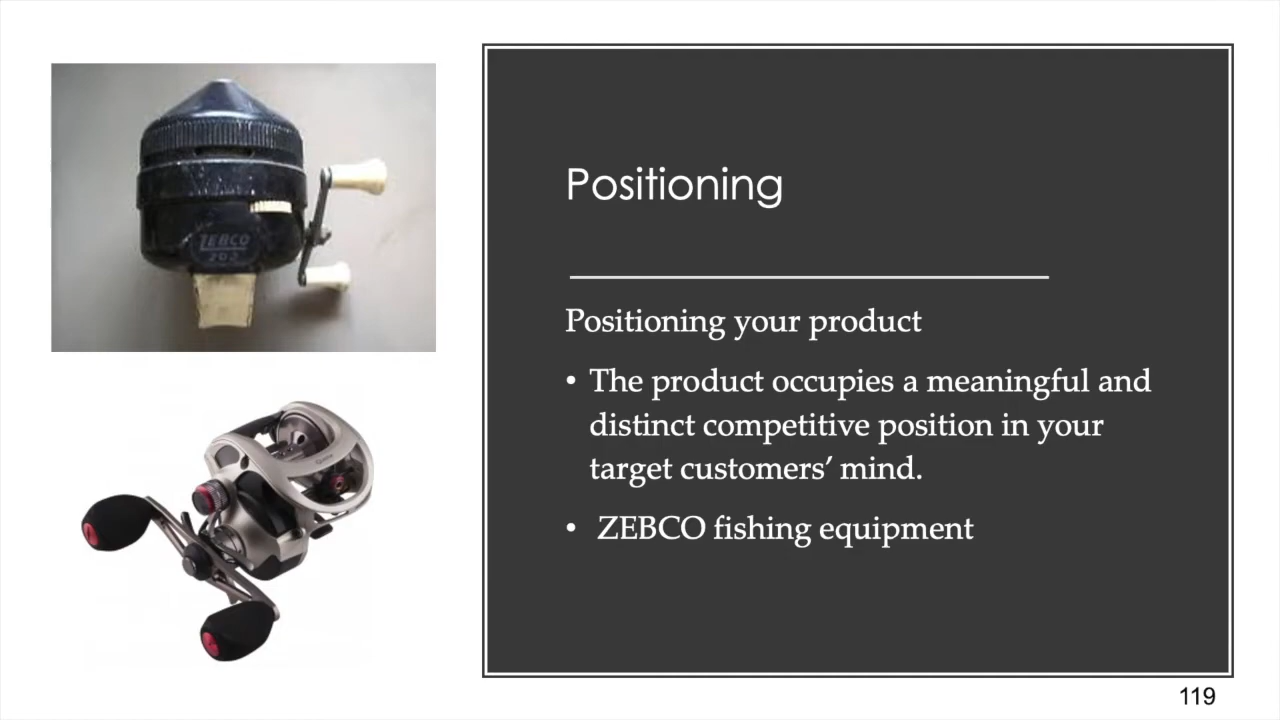 Positioning
Positioning your product
• The product occupies a meaningful and
distinct competitive position in your
target customers’ mind.
• ZEBCO fishing equipment
ZEBCO
202
119